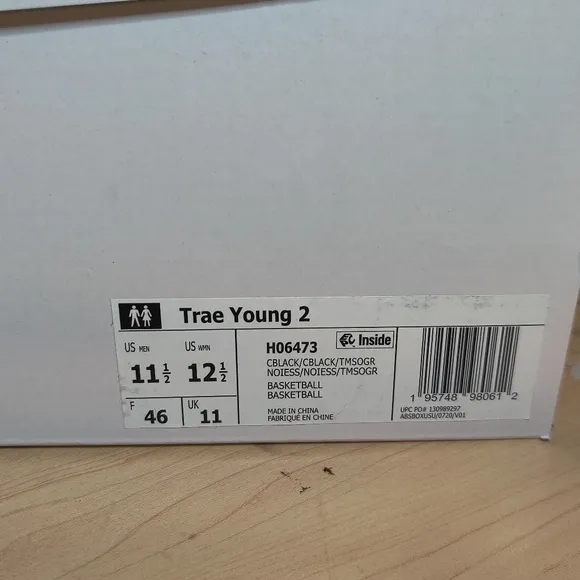 Trae Young 2
US MEN
11 1/2
US WMN
12 1/2
F
46
UK
11
H06473
Inside
CBLACK/CBLACK/TMSOGR
NOIESS/NOIESS/TMSOGR
BASKETBALL
BASKETBALL
MADE IN CHINA
FABRIQUÉ EN CHINE
1 95748 98061 2
UPC PO# 130989297
ABSBOXUSU/0720/V01